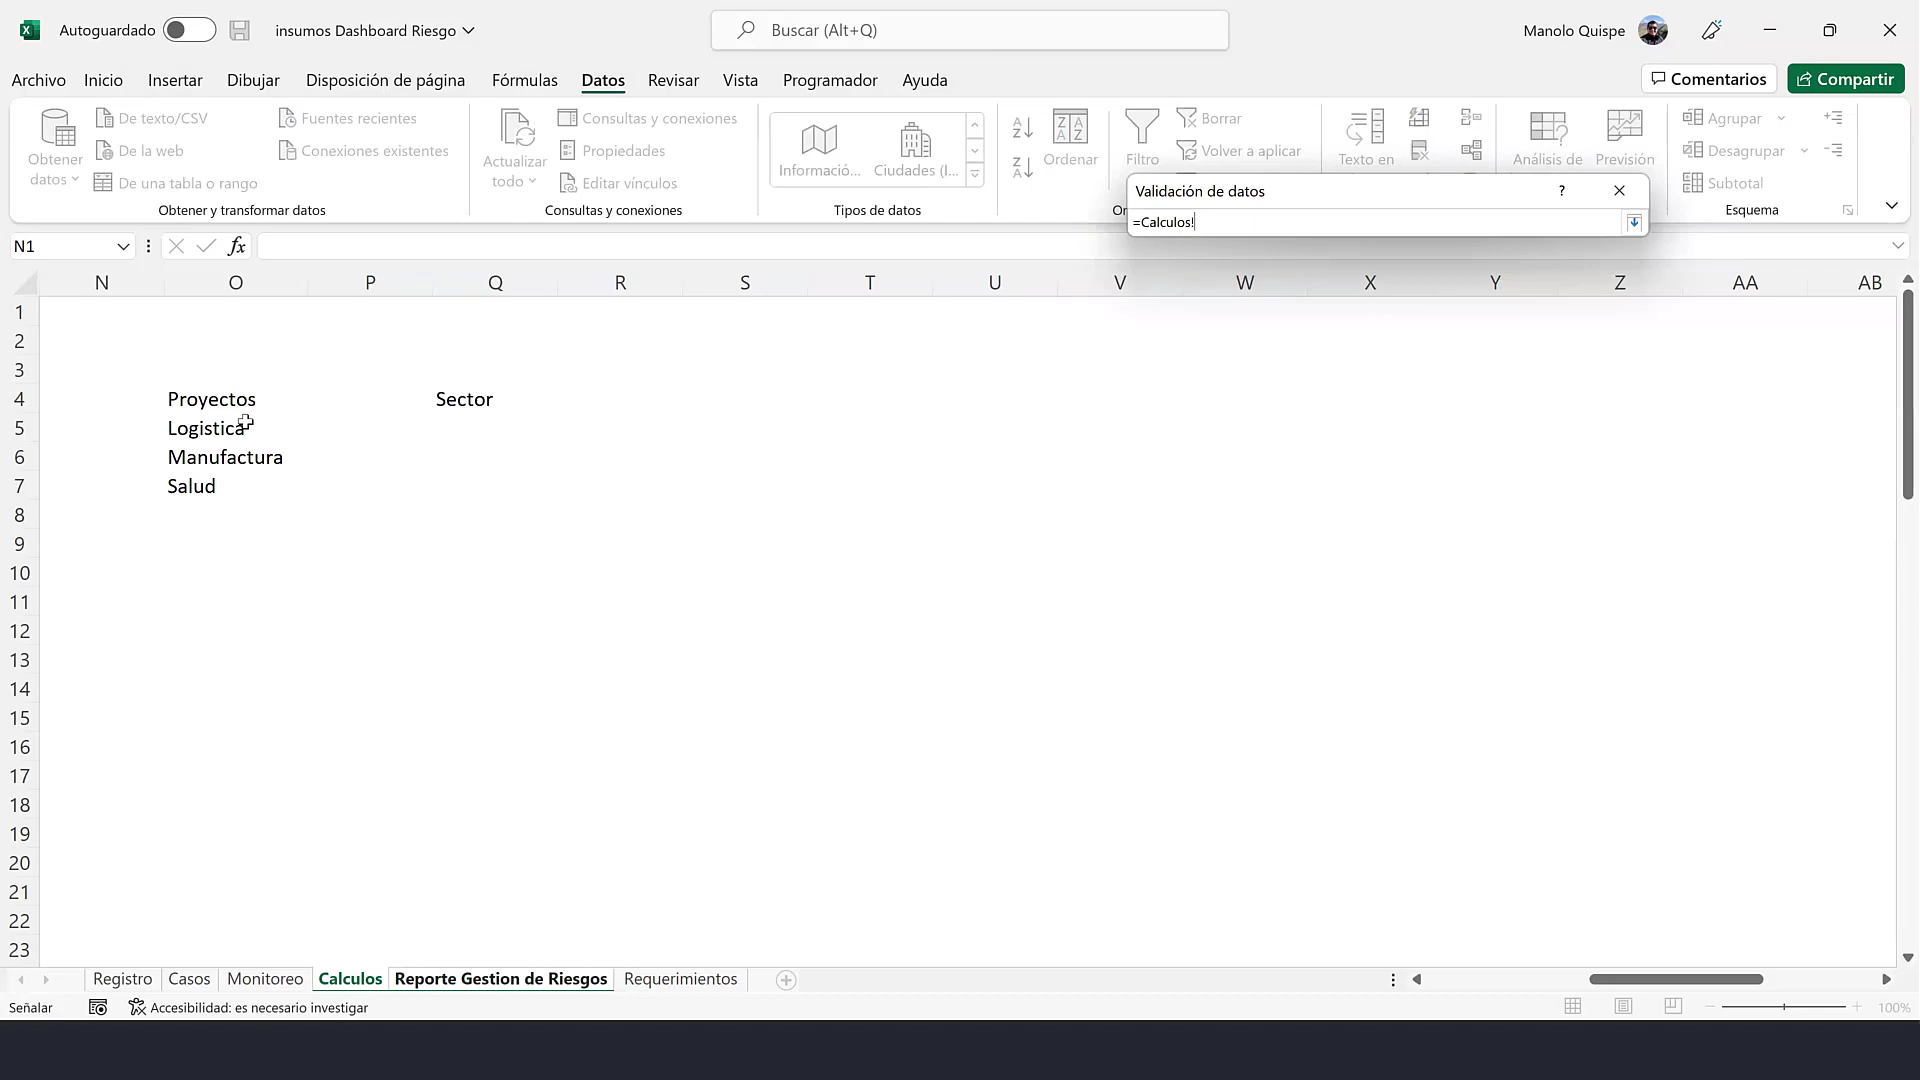 Autoguardado
insumos Dashboard Riesgo
Buscar (Alt+Q)
Manolo Quispe
Archivo Inicio Insertar Dibujar Disposición de página Fórmulas Datos Revisar Vista Programador Ayuda
Comentarios
Compartir
Obtener datos
De texto/CSV
De la web
De una tabla o rango
Fuentes recientes
Conexiones existentes
Obtener y transformar datos
Actualizar todo
Consultas y conexiones
Propiedades
Editar vínculos
Consultas y conexiones
Informació...
Ciudades (I...
Tipos de datos
Ordenar
Filtro
Borrar
Volver a aplicar
Or
Texto en
Análisis de
Previsión
Agrupar
Desagrupar
Subtotal
Esquema
Validación de datos ?
=Calculos!
N1
fx
N O P Q R S T U V W X Y Z AA AB
1
2
3
4 Proyectos Sector
5 Logistica
6 Manufactura
7 Salud
8
9
10
11
12
13
14
15
16
17
18
19
20
21
22
23
Registro Casos Monitoreo Calculos Reporte Gestion de Riesgos Requerimientos
Señalar
Accesibilidad: es necesario investigar
100%